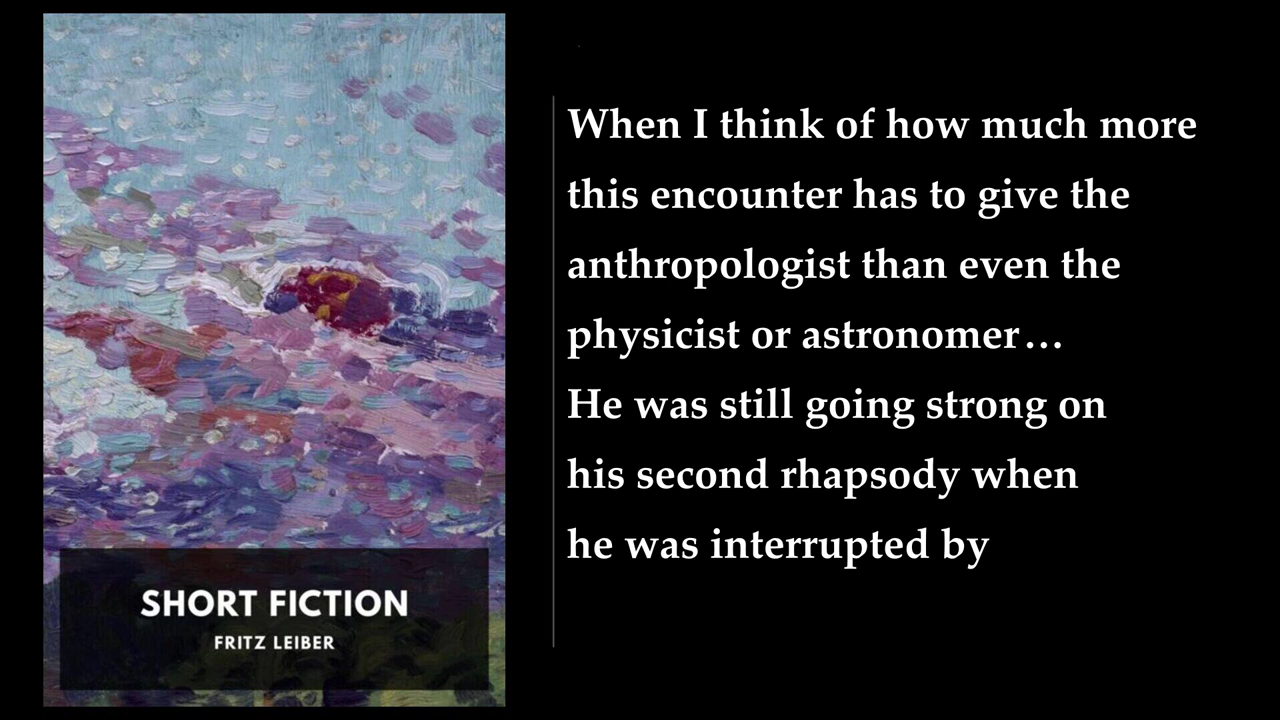 SHORT FICTION
FRITZ LEIBER
When I think of how much more
this encounter has to give the
anthropologist than even the
physicist or astronomer…
He was still going strong on
his second rhapsody when
he was interrupted by